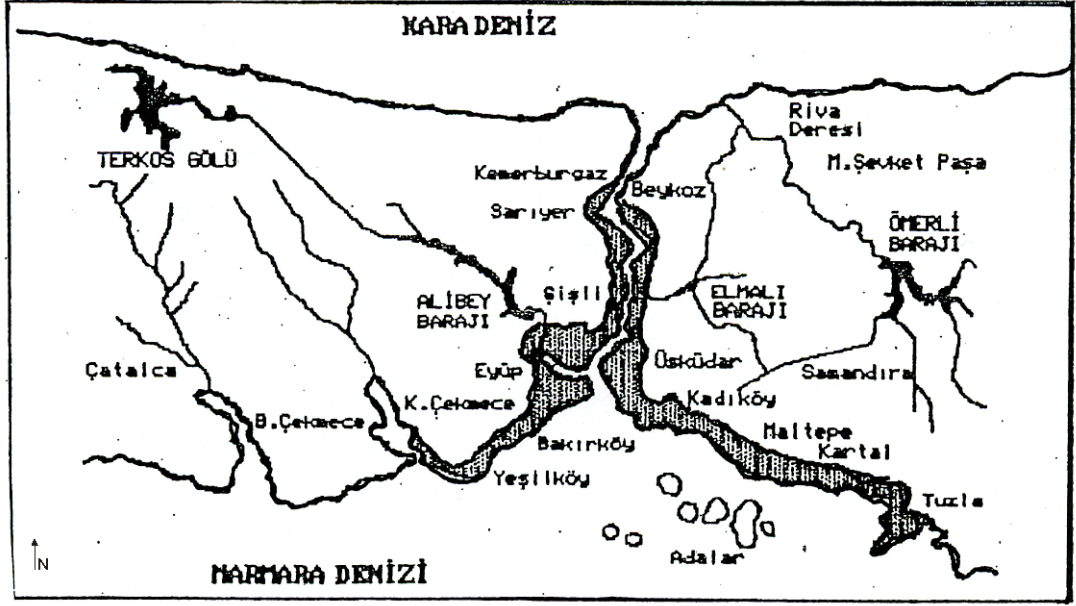 KARA DENİZ
Riva
Deresi
TERKOS GÖLÜ
M.Şevket Paşa
Kemerburgaz
Beykoz
Sarıyer
ÖMERLİ
BARAJI
ALİBEY
BARAJI
Şişli
ELMALI
BARAJI
Çatalca
Eyüp
Üsküdar
Samandıra
K.Çekmece
Kadıköy
B.Çekmece
Bakırköy
Maltepe
Kartal
Yeşilköy
Tuzla
Adalar
N
MARMARA DENİZİ